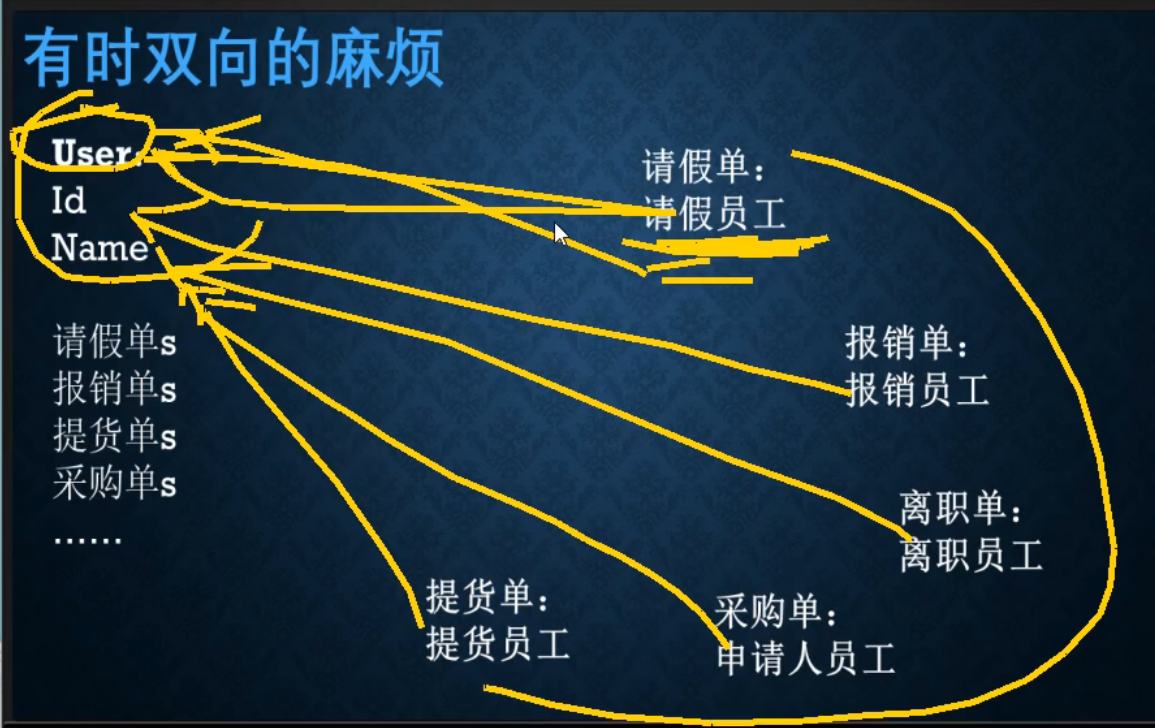 有时双向的麻烦
User:
Id
Name
请假单s
报销单s
提货单s
采购单s
……
请假单：
请假员工
报销单：
报销员工
离职单：
离职员工
提货单：
提货员工
采购单：
申请人员工